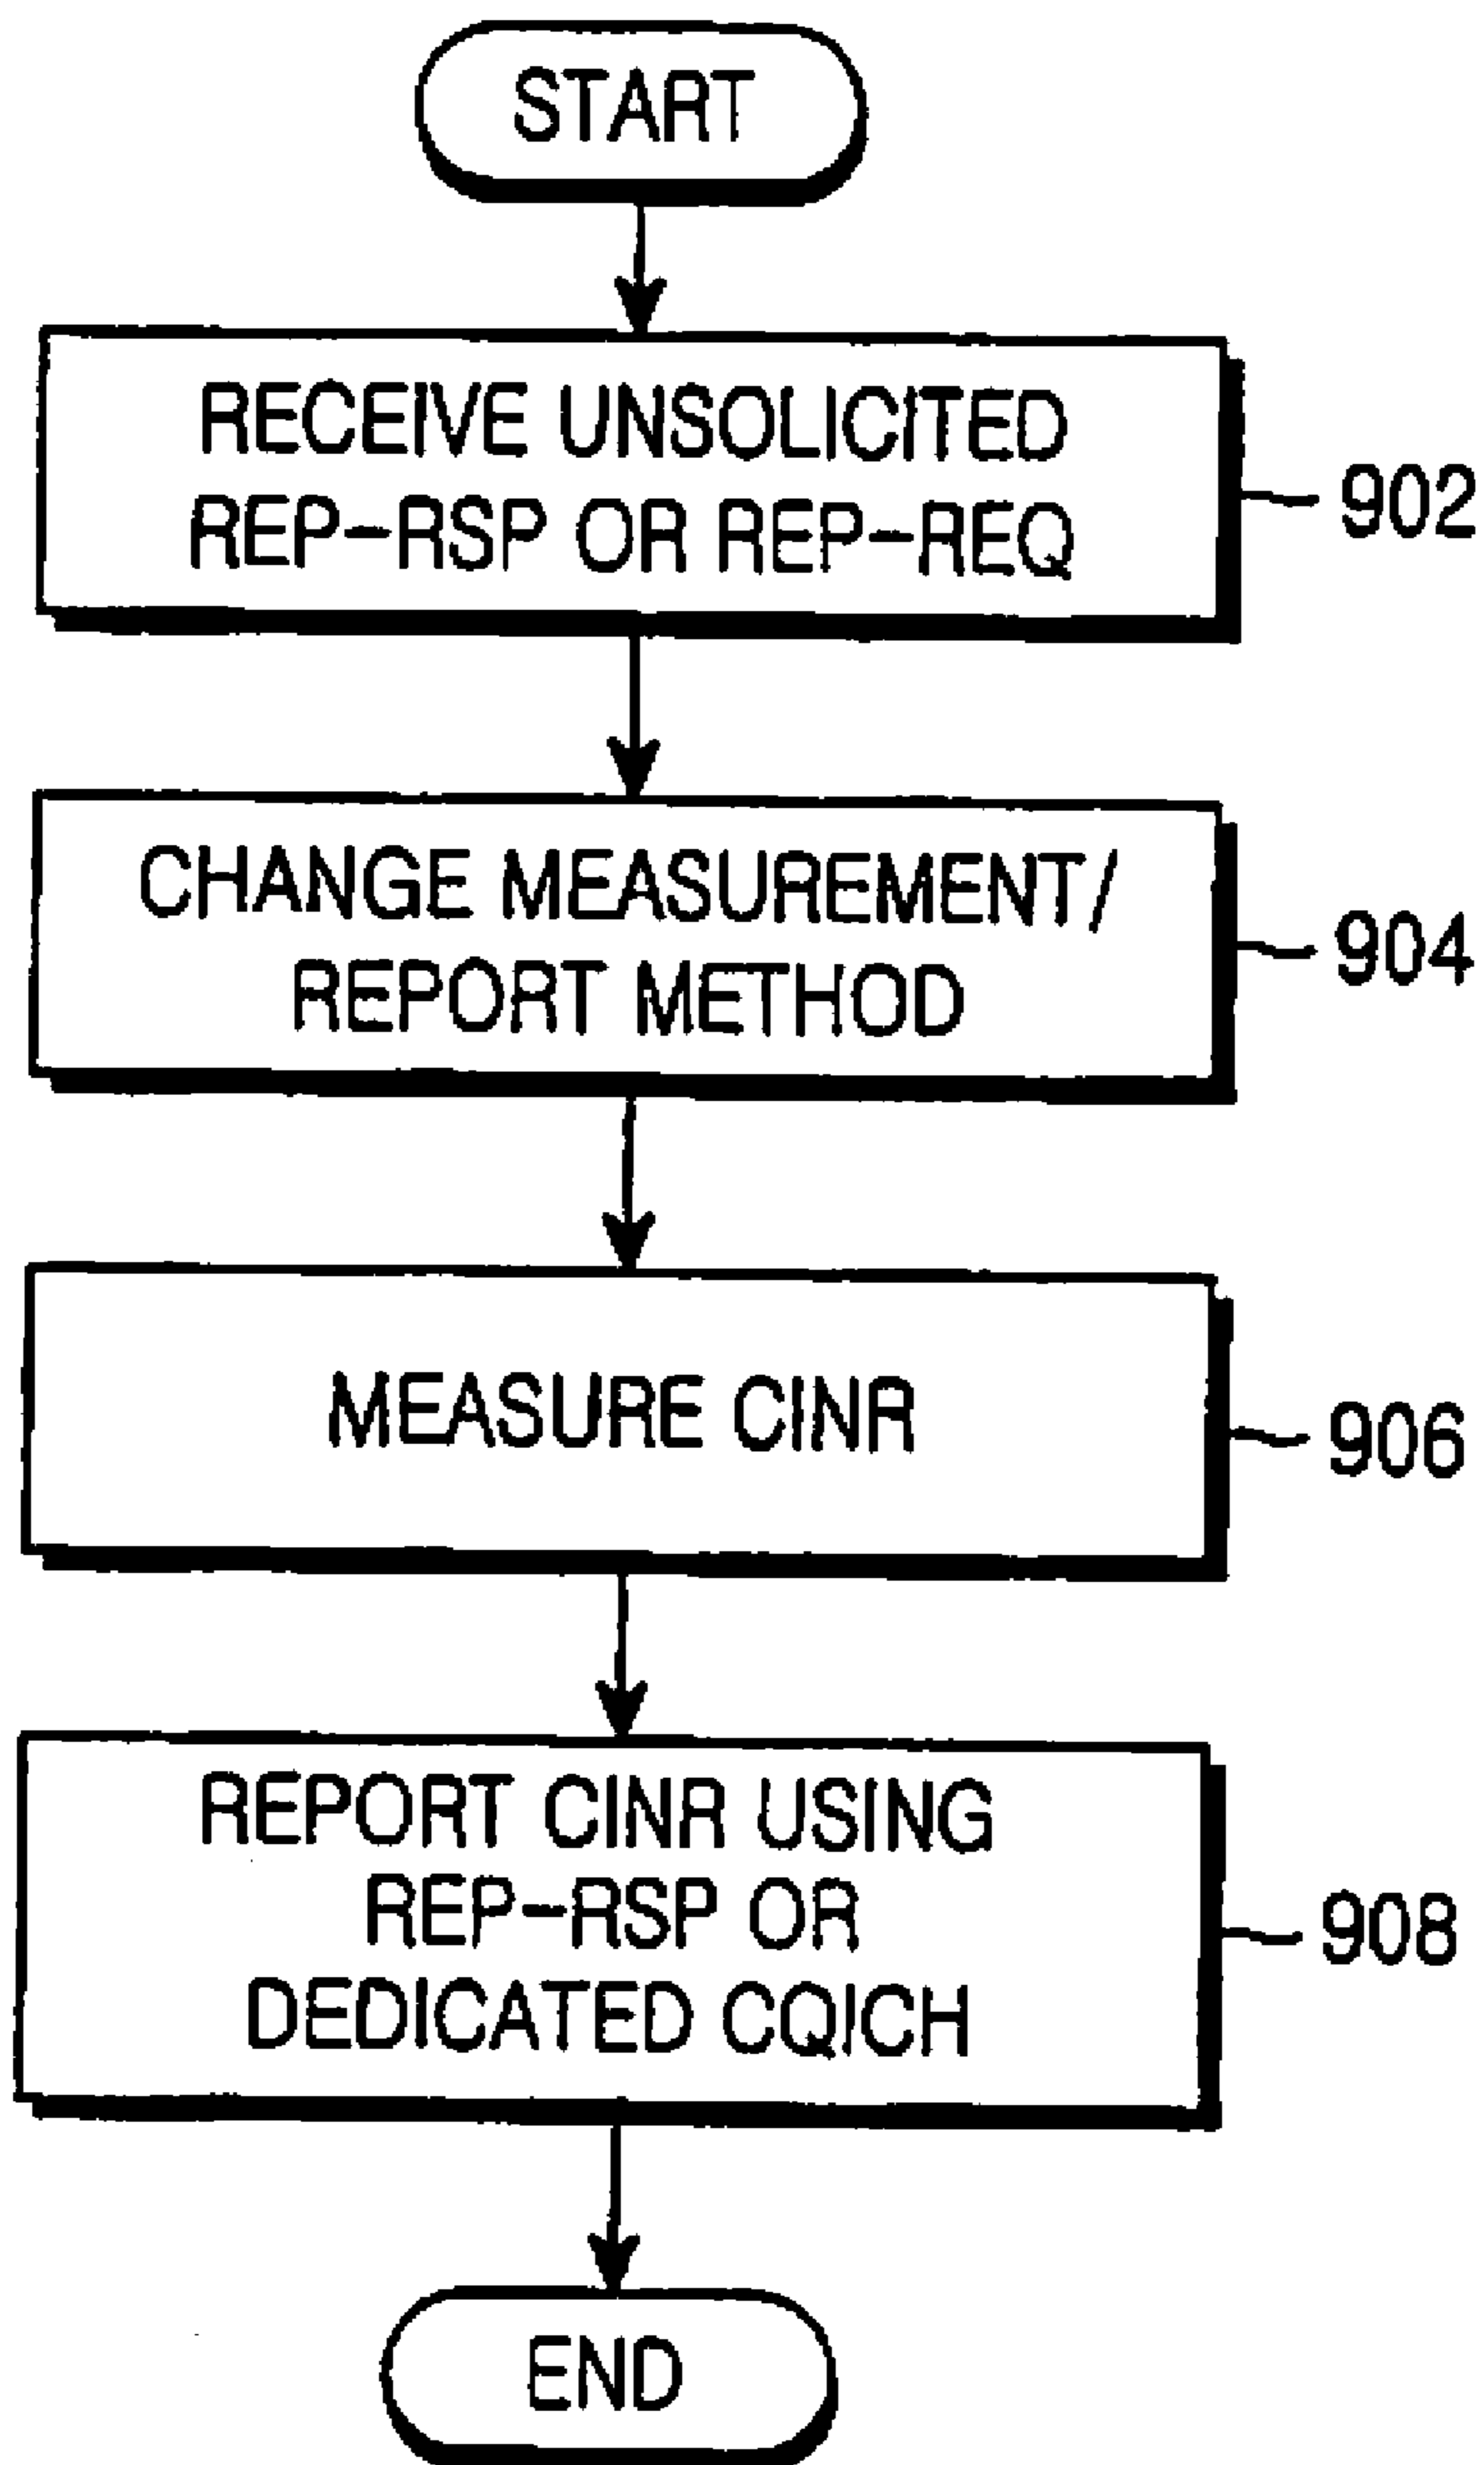 START
RECEIVE UNSOLICITED
REP-RSP OR REP-REQ
902
CHANGE MEASUREMENT/
REPORT METHOD
904
MEASURE CINR
906
REPORT CINR USING
REP-RSP OR
DEDICATED CQICH
908
END